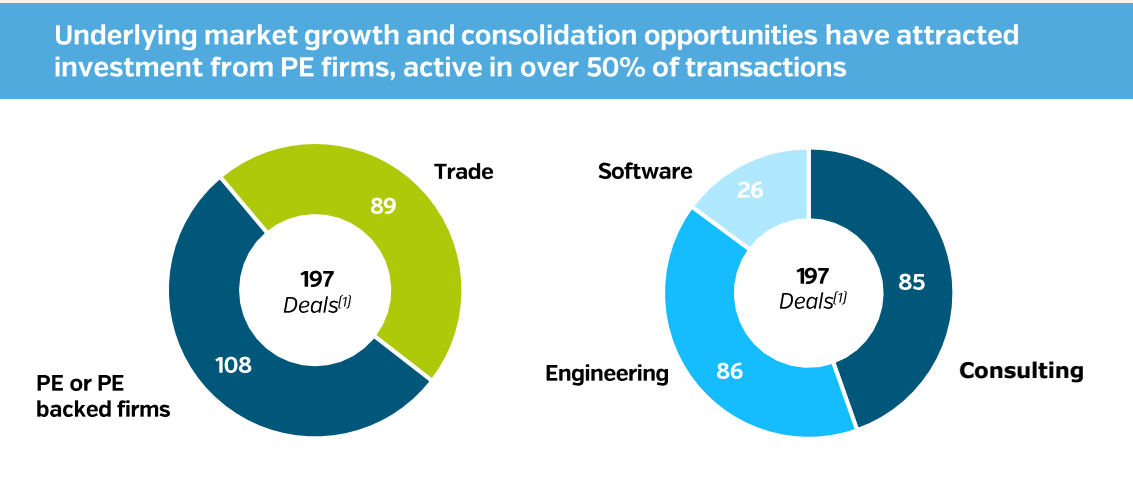 Underlying market growth and consolidation opportunities have attracted
investment from PE firms, active in over 50% of transactions
Trade
89
197
Deals(1)
108
PE or PE
backed firms
Software
26
197
Deals(1)
85
Engineering
86
Consulting